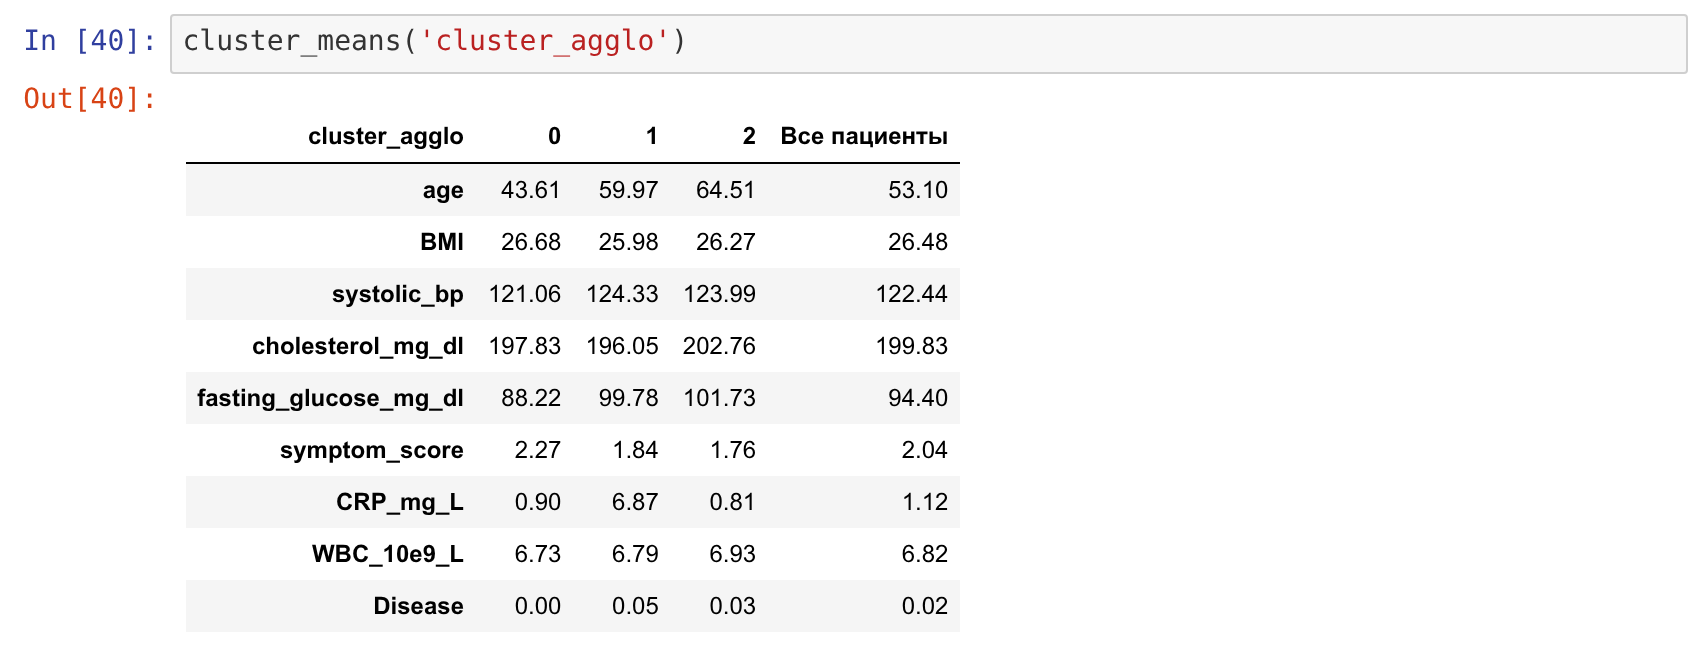 In [40]: cluster_means('cluster_agglo')
Out[40]:
cluster_agglo 0 1 2 Все пациенты
age 43.61 59.97 64.51 53.10
BMI 26.68 25.98 26.27 26.48
systolic_bp 121.06 124.33 123.99 122.44
cholesterol_mg_dl 197.83 196.05 202.76 199.83
fasting_glucose_mg_dl 88.22 99.78 101.73 94.40
symptom_score 2.27 1.84 1.76 2.04
CRP_mg_L 0.90 6.87 0.81 1.12
WBC_10e9_L 6.73 6.79 6.93 6.82
Disease 0.00 0.05 0.03 0.02